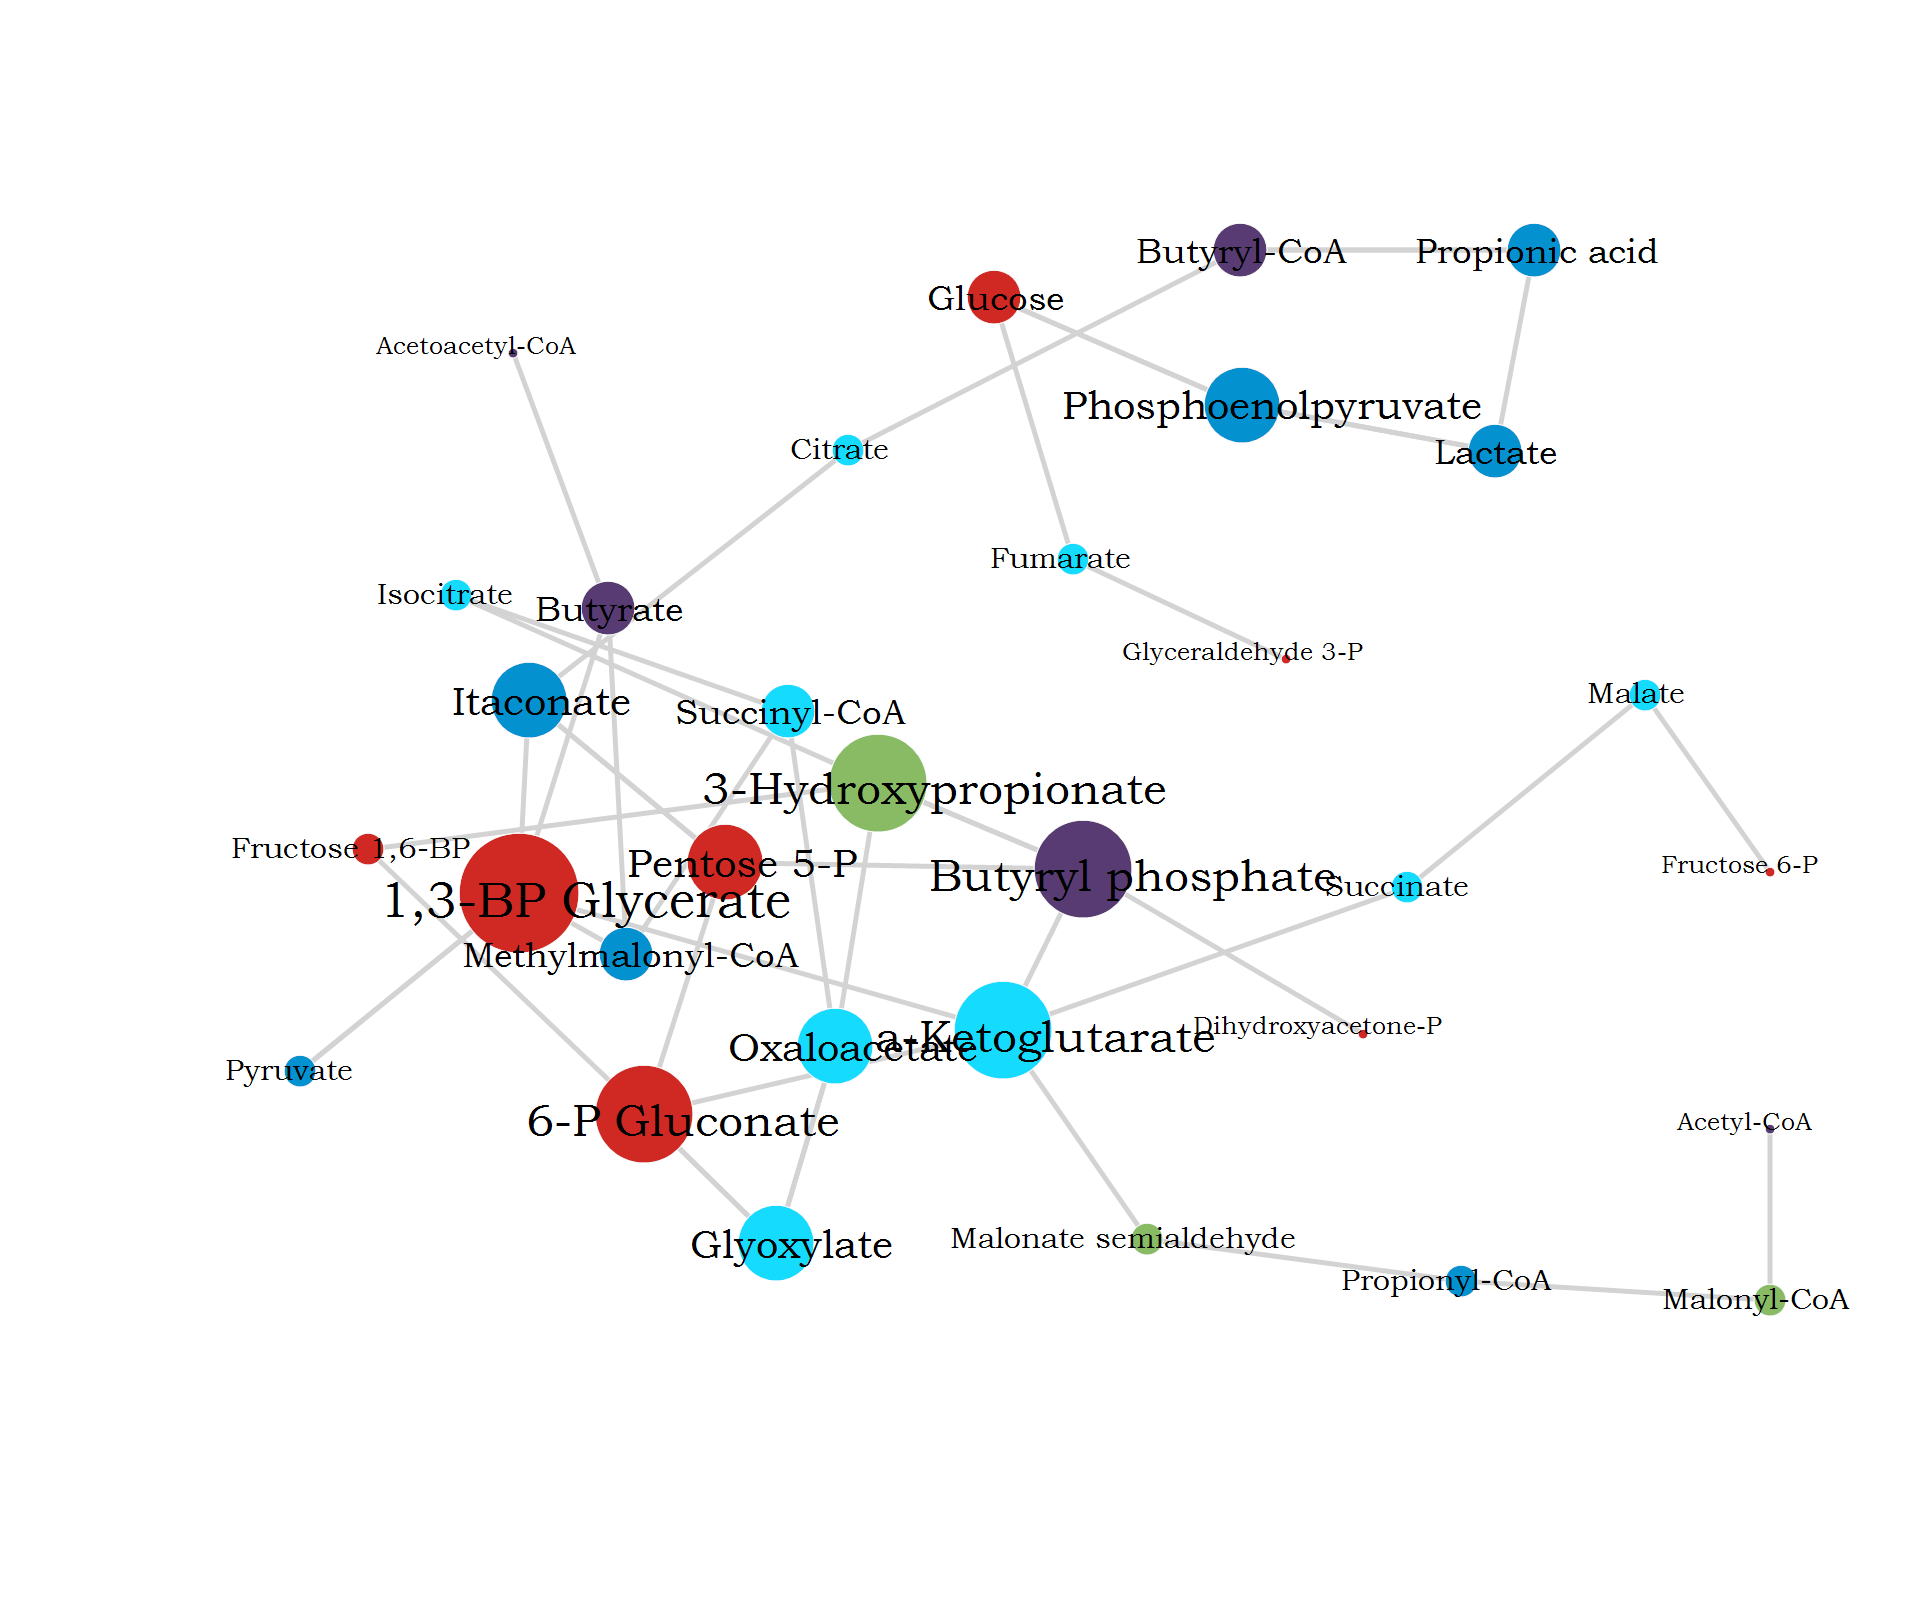 Butyryl-CoA
Propionic acid
Glucose
Acetoacetyl-CoA
Phosphoenolpyruvate
Citrate
Lactate
Fumarate
Isocitrate
Butyrate
Glyceraldehyde 3-P
Malate
Itaconate
Succinyl-CoA
3-Hydroxypropionate
Fructose 1,6-BP
Pentose 5-P
Fructose 6-P
Butyryl phosphate
Succinate
1,3-BP Glycerate
Methylmalonyl-CoA
Dihydroxyacetone-P
a-Ketoglutarate
Oxaloacetate
Pyruvate
6-P Gluconate
Acetyl-CoA
Malonate semialdehyde
Glyoxylate
Propionyl-CoA
Malonyl-CoA